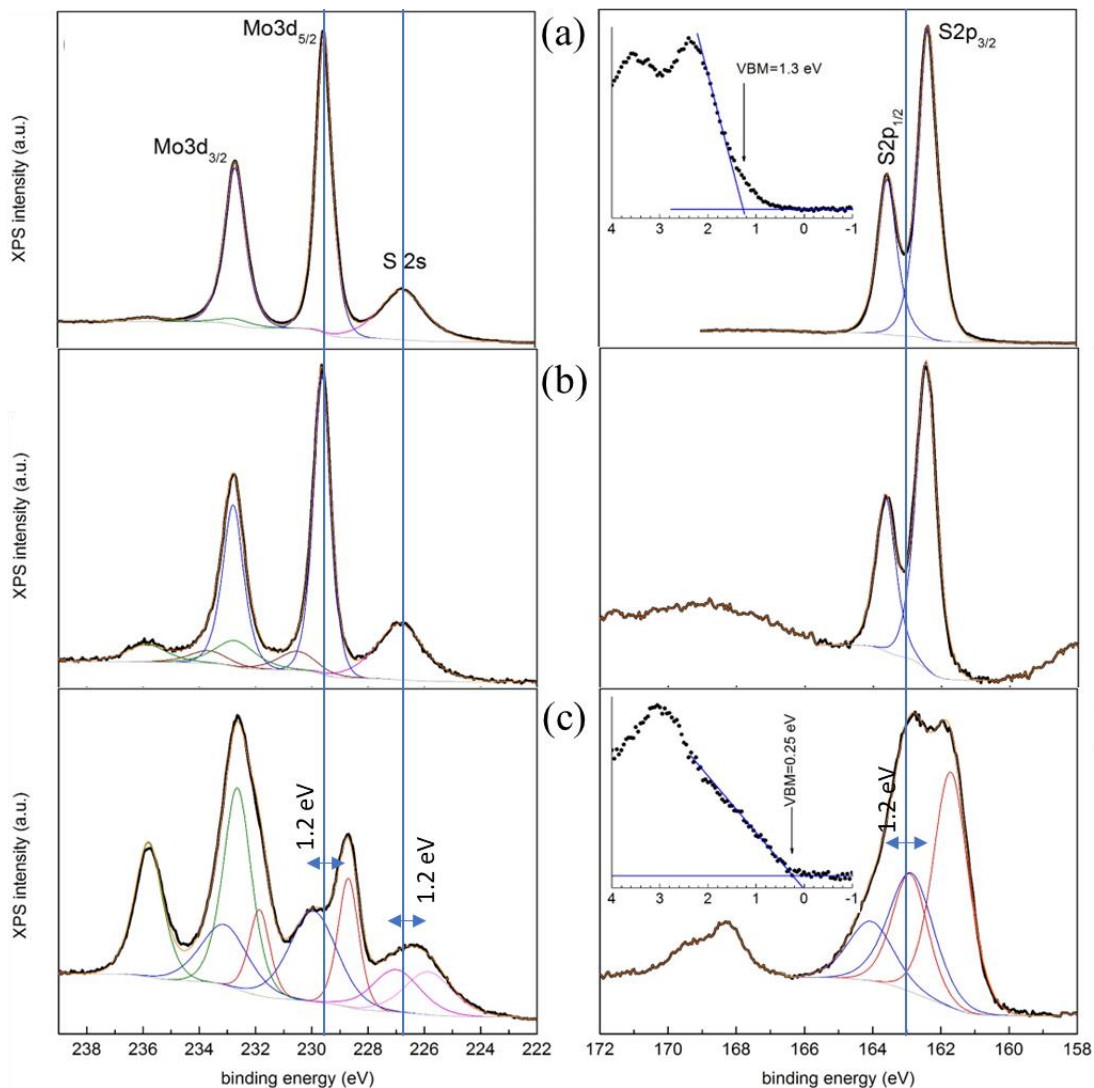 (a)
XPS intensity (a.u.)
Mo3d3/2
Mo3d5/2
S 2s
VBM=1.3 eV
4 3 2 1 0 -1
S2p1/2
S2p3/2
(b)
XPS intensity (a.u.)
(c)
XPS intensity (a.u.)
1.2 eV
1.2 eV
VBM=0.25 eV
4 3 2 1 0 -1
1.2 eV
238 236 234 232 230 228 226 224 222
binding energy (eV)
172 170 168 166 164 162 160 158
binding energy (eV)